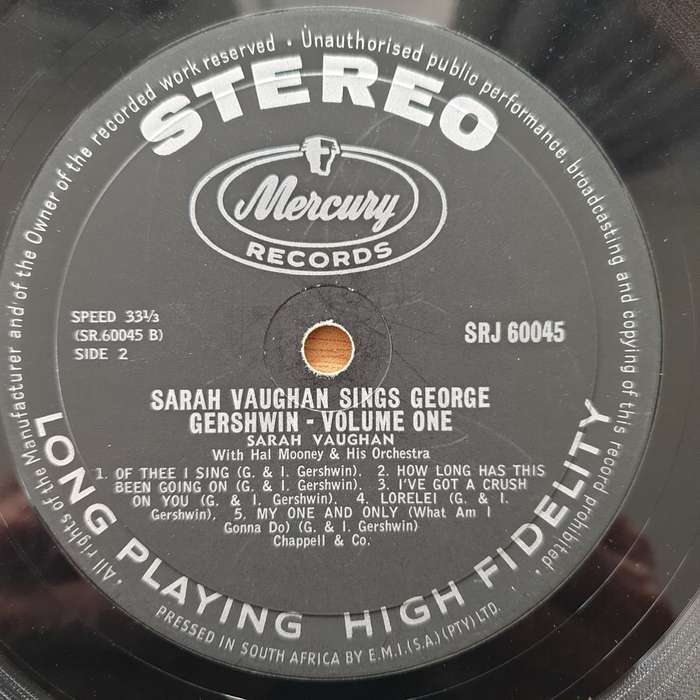 · All rights of the Manufacturer and of the Owner of the recorded work reserved · Unauthorised public performance, broadcasting and copying of this record prohibited ·
STEREO
Mercury
RECORDS
SPEED 33⅓
(SR.60045 B)
SIDE 2
SRJ 60045
SARAH VAUGHAN SINGS GEORGE
GERSHWIN - VOLUME ONE
SARAH VAUGHAN
With Hal Mooney & His Orchestra
1. OF THEE I SING (G. & I. Gershwin). 2. HOW LONG HAS THIS
BEEN GOING ON (G. & I. Gershwin). 3. I'VE GOT A CRUSH
ON YOU (G. & I. Gershwin). 4. LORELEI (G. & I.
Gershwin). 5. MY ONE AND ONLY (What Am I
Gonna Do) (G. & I. Gershwin)
Chappell & Co.
LONG PLAYING HIGH FIDELITY
PRESSED IN SOUTH AFRICA BY E.M.I.(S.A.)(PTY) LTD.